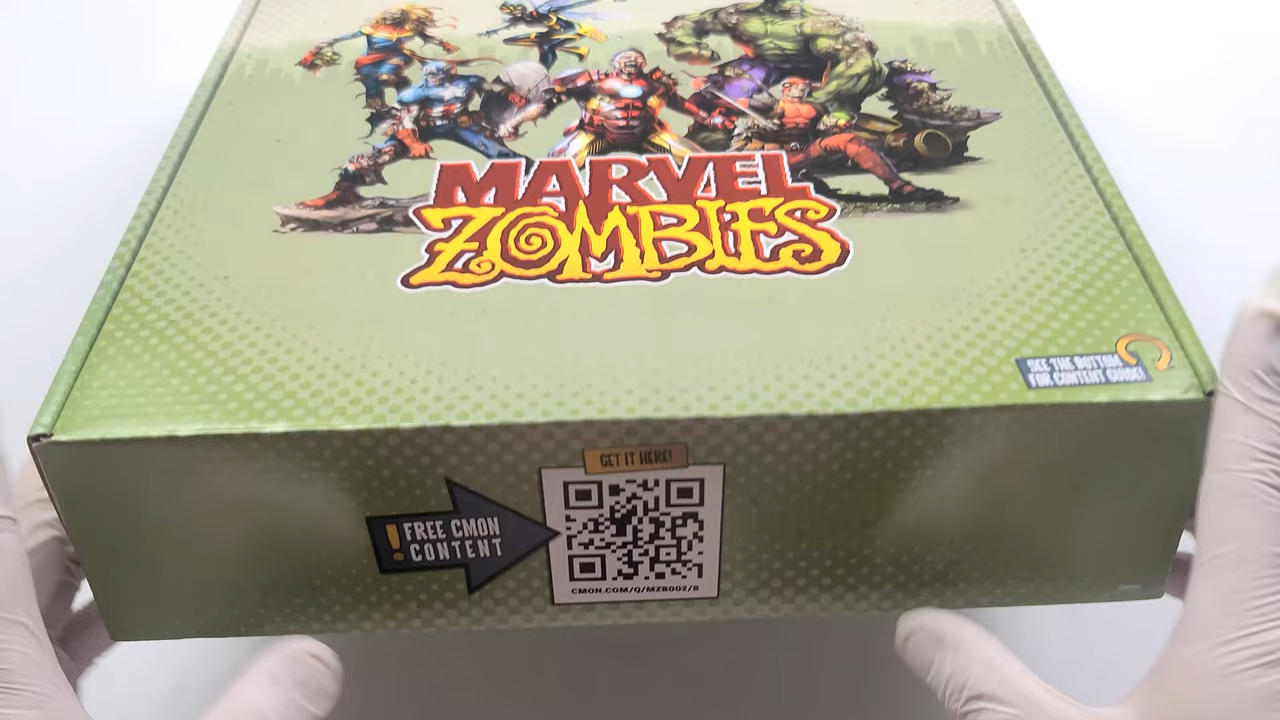 MARVEL
ZOMBIES
SEE THE BOTTOM
FOR CONTENT GUIDE!
GET IT HERE!
! FREE CMON
CONTENT
CMON.COM/Q/MZB002/B